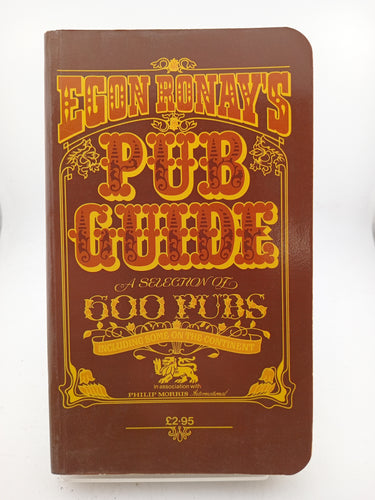 EGON RONAY'S
PUB
GUIDE
A SELECTION OF
600 PUBS
INCLUDING SOME ON THE CONTINENT
in association with
PHILIP MORRIS International
£2·95